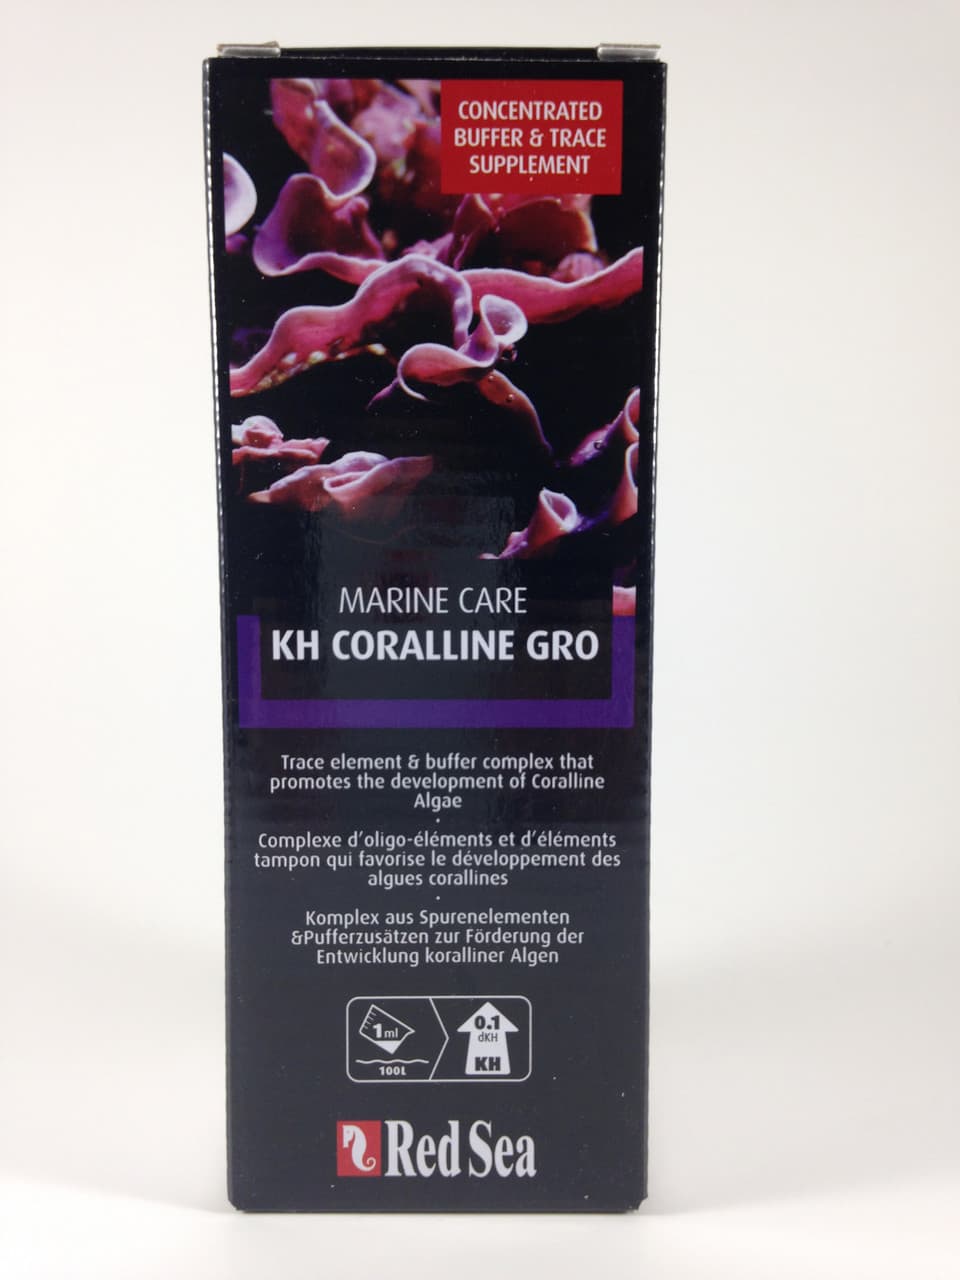 CONCENTRATED
BUFFER & TRACE
SUPPLEMENT
MARINE CARE
KH CORALLINE GRO
Trace element & buffer complex that
promotes the development of Coralline
Algae
•
Complexe d'oligo-éléments et d'éléments
tampon qui favorise le développement des
algues corallines
•
Komplex aus Spurenelementen
&Pufferzusätzen zur Förderung der
Entwicklung koralliner Algen
1ml
100L
0.1
dKH
KH
Red Sea